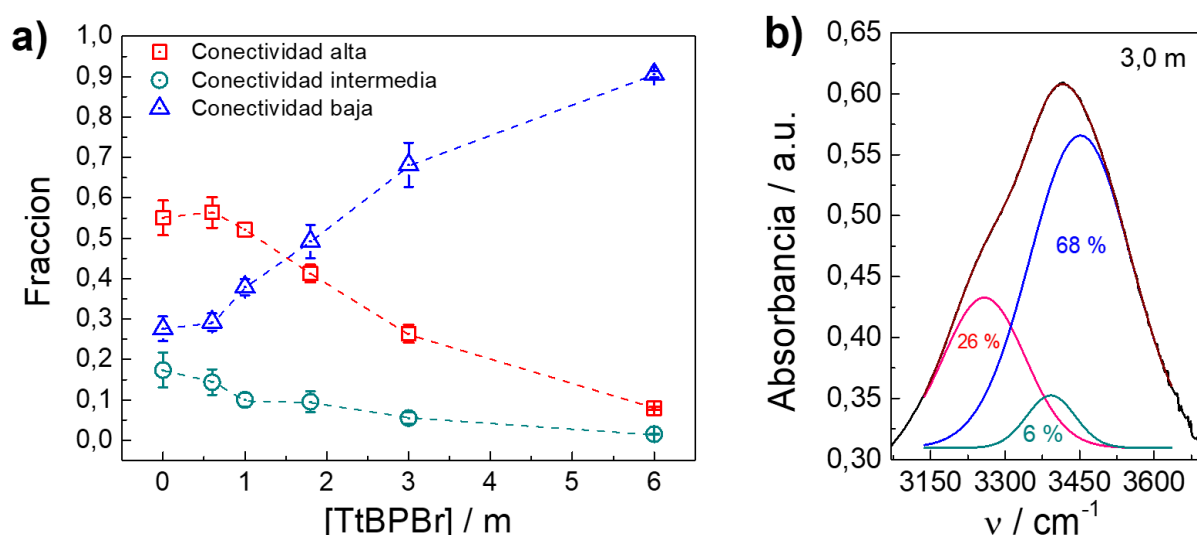 a)
1,0
0,9
0,8
0,7
0,6
0,5
0,4
0,3
0,2
0,1
0,0
Fraccion
Conectividad alta
Conectividad intermedia
Conectividad baja
0 1 2 3 4 5 6
[TtBPBr] / m
b)
0,65
0,60
0,55
0,50
0,45
0,40
0,35
0,30
Absorbancia / a.u.
3,0 m
68 %
26 %
6 %
3150 3300 3450 3600
ν / cm⁻¹